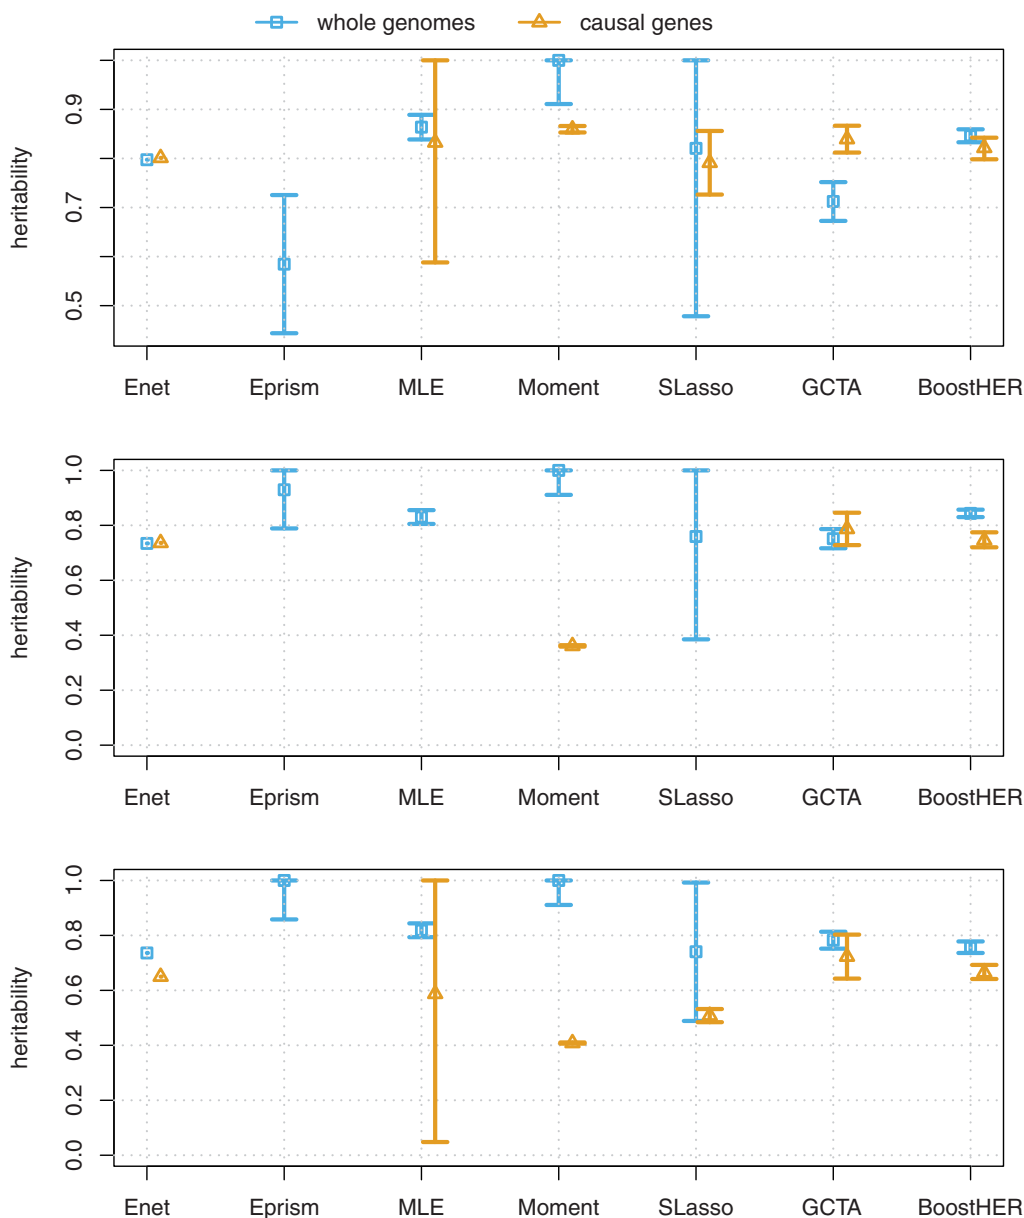 whole genomes causal genes
heritability
0.5 0.7 0.9
Enet Eprism MLE Moment SLasso GCTA BoostHER
heritability
0.0 0.2 0.4 0.6 0.8 1.0
Enet Eprism MLE Moment SLasso GCTA BoostHER
heritability
0.0 0.2 0.4 0.6 0.8 1.0
Enet Eprism MLE Moment SLasso GCTA BoostHER